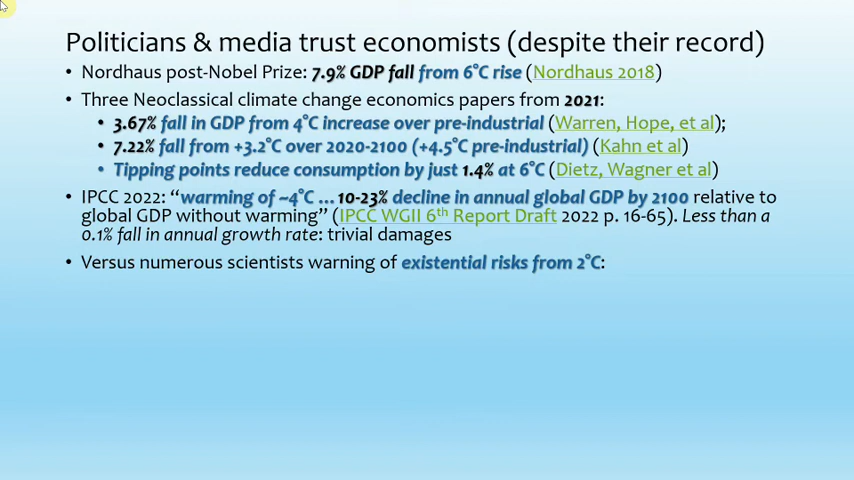 Politicians & media trust economists (despite their record)
• Nordhaus post-Nobel Prize: 7.9% GDP fall from 6°C rise (Nordhaus 2018)
• Three Neoclassical climate change economics papers from 2021:
• 3.67% fall in GDP from 4°C increase over pre-industrial (Warren, Hope, et al);
• 7.22% fall from +3.2°C over 2020-2100 (+4.5°C pre-industrial) (Kahn et al)
• Tipping points reduce consumption by just 1.4% at 6°C (Dietz, Wagner et al)
• IPCC 2022: “warming of ~4°C …10-23% decline in annual global GDP by 2100 relative to
global GDP without warming” (IPCC WGII 6th Report Draft 2022 p. 16-65). Less than a
0.1% fall in annual growth rate: trivial damages
• Versus numerous scientists warning of existential risks from 2°C: